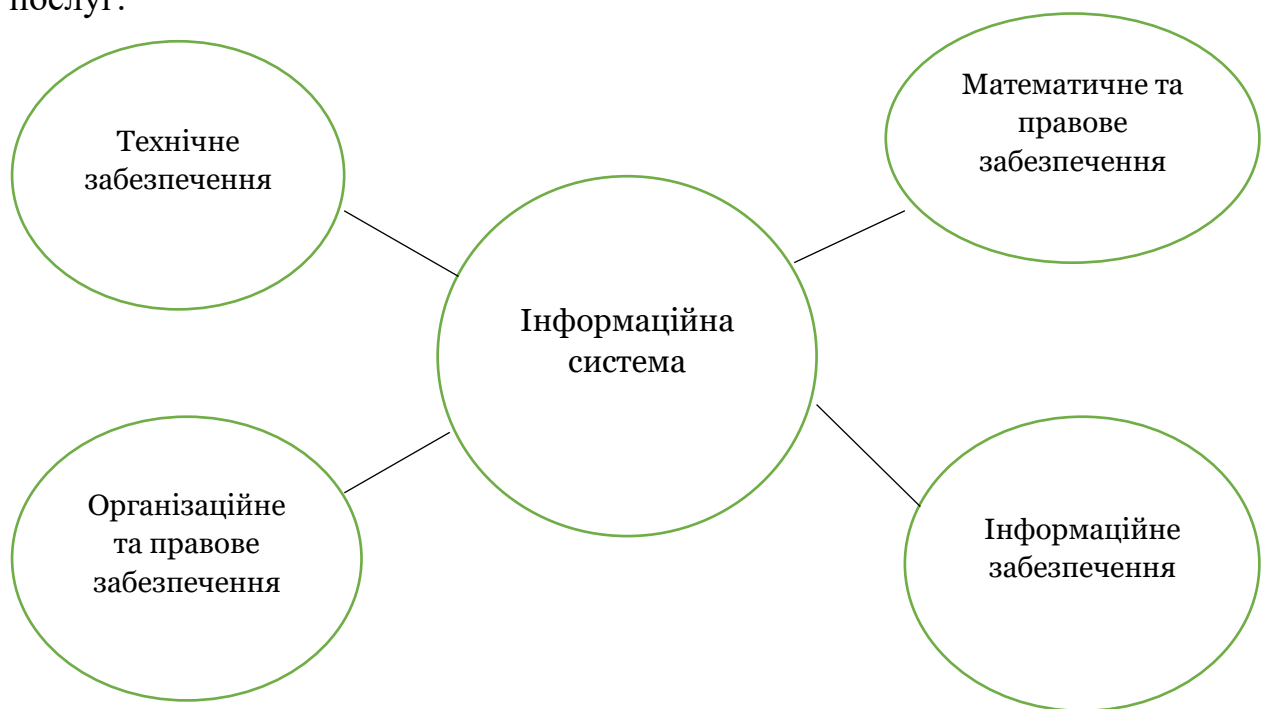 послуг.
Технічне
забезпечення
Математичне та
правове
забезпечення
Інформаційна
система
Організаційне
та правове
забезпечення
Інформаційне
забезпечення